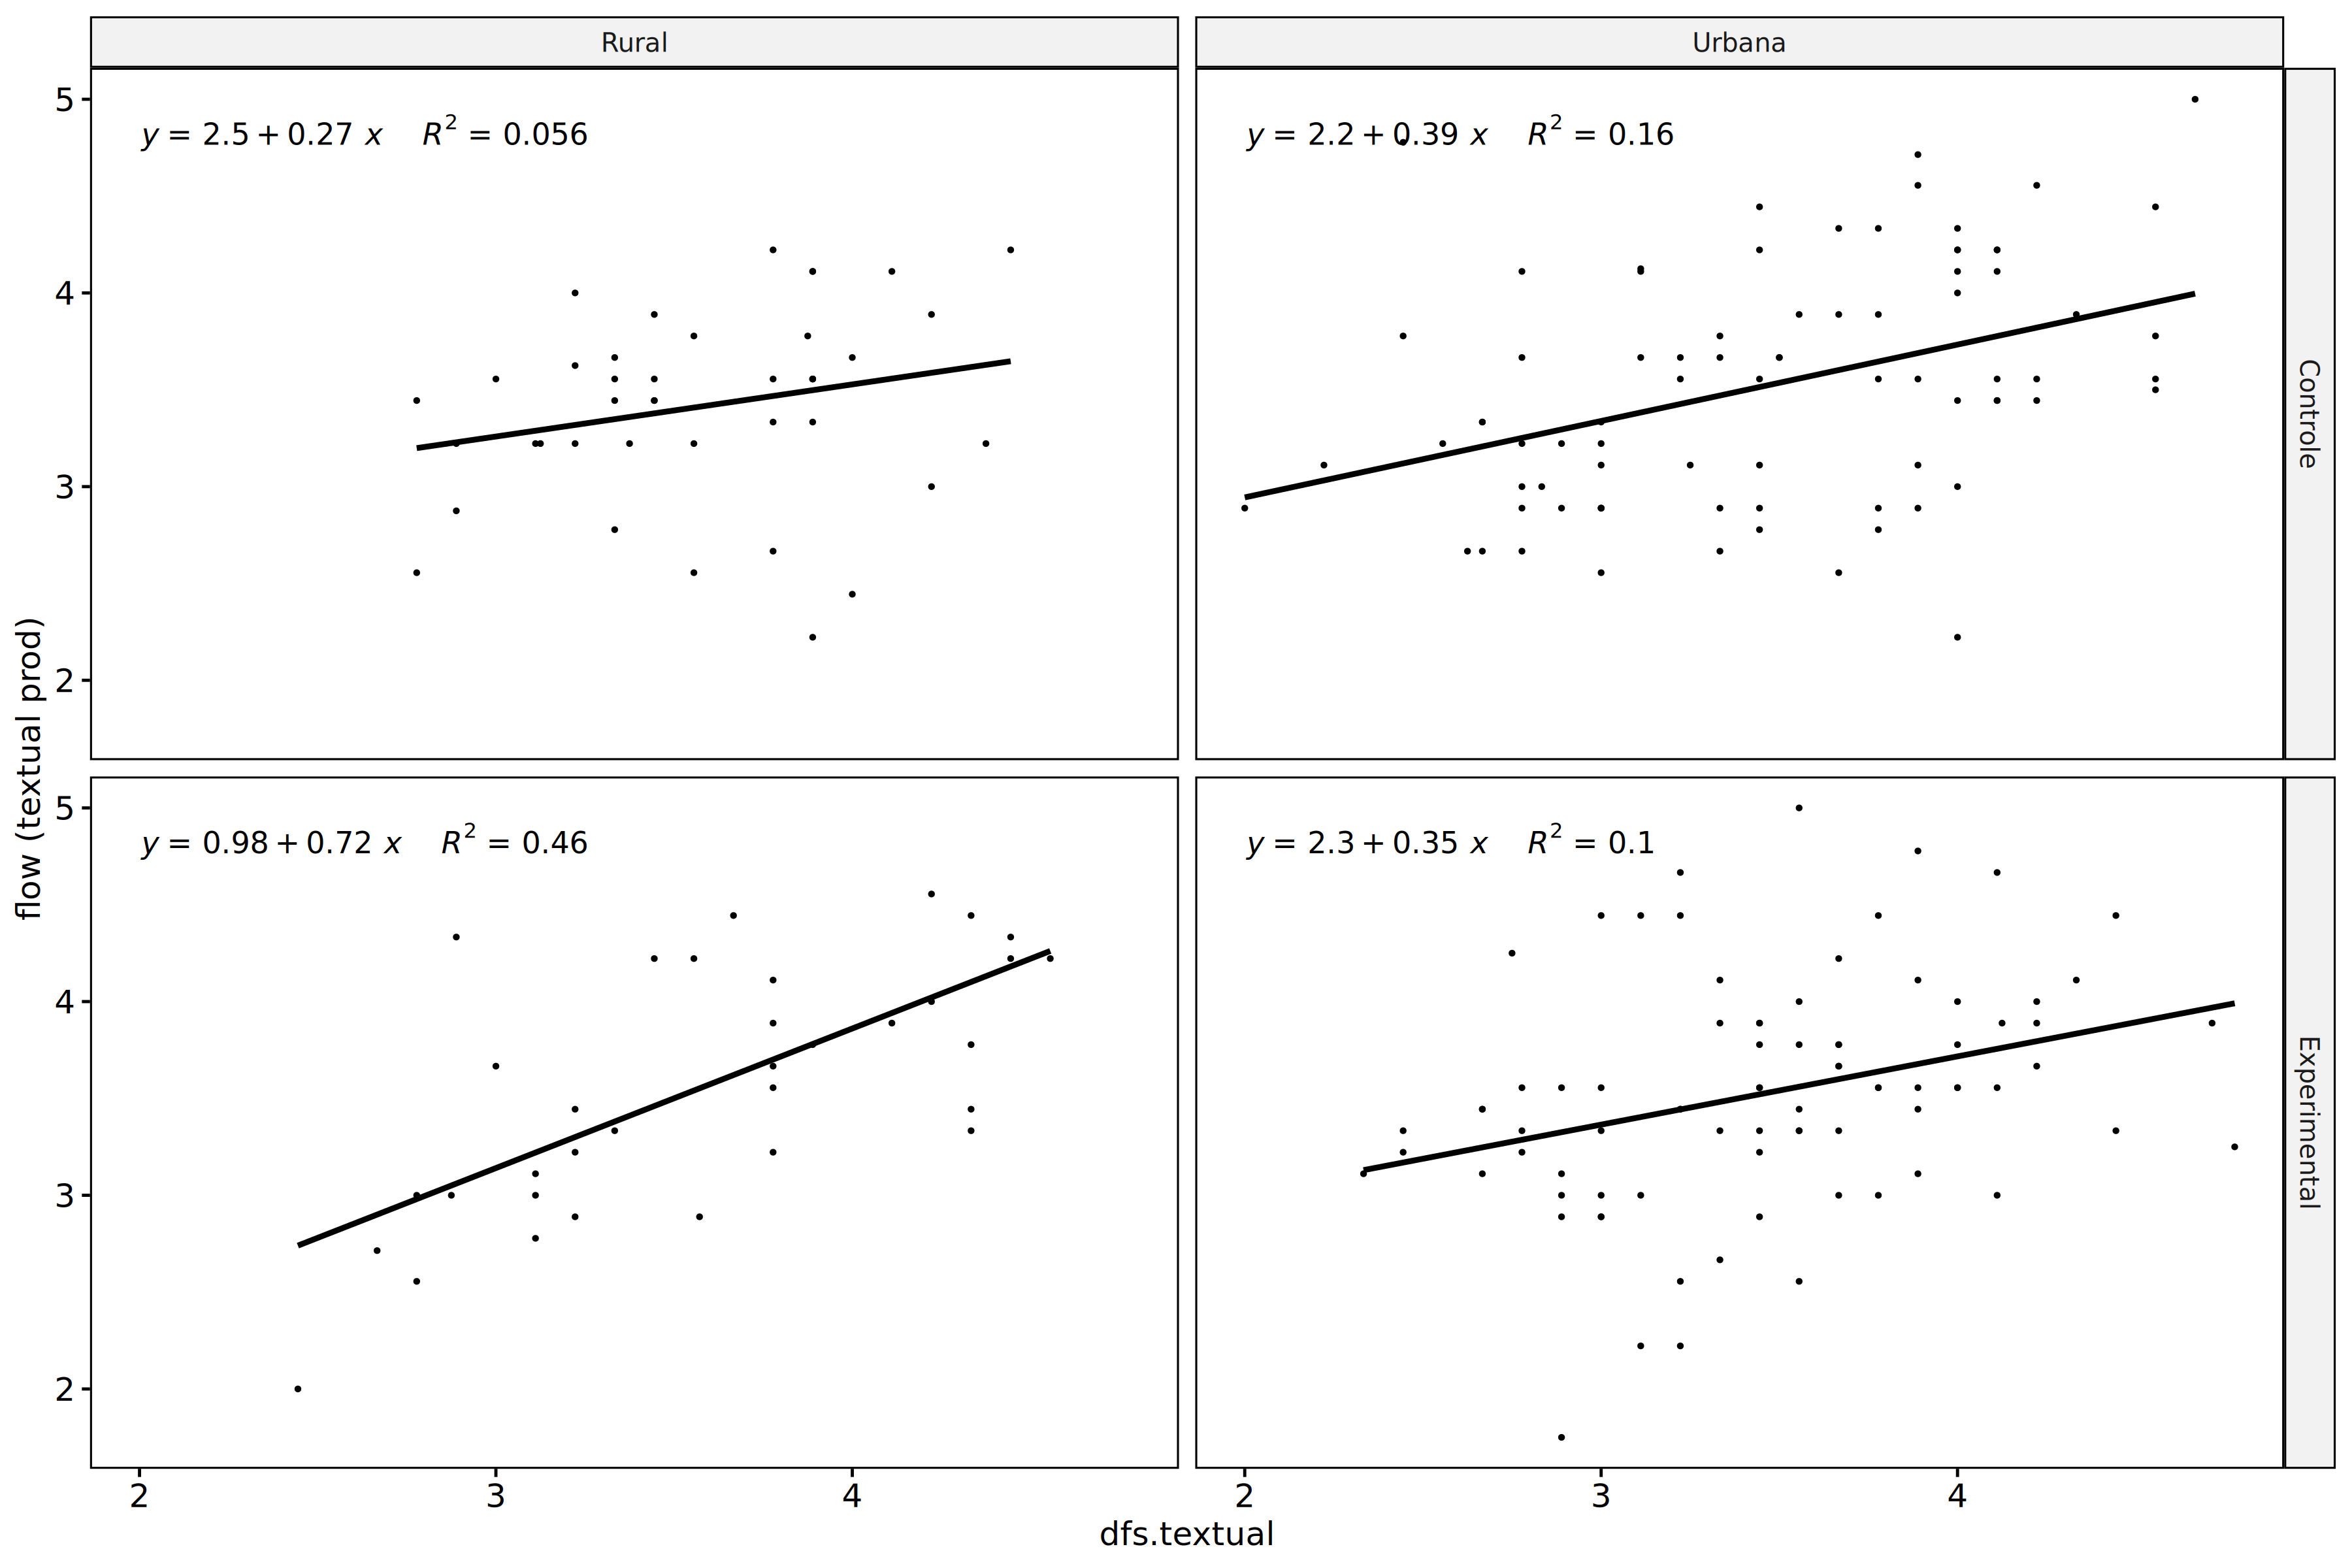 Rural
Urbana
5
4
3
2
y = 2.5 + 0.27 x R² = 0.056
y = 2.2 + 0.39 x R² = 0.16
Controle
flow (textual prod)
5
4
3
2
y = 0.98 + 0.72 x R² = 0.46
y = 2.3 + 0.35 x R² = 0.1
Experimental
2 3 4
2 3 4
dfs.textual